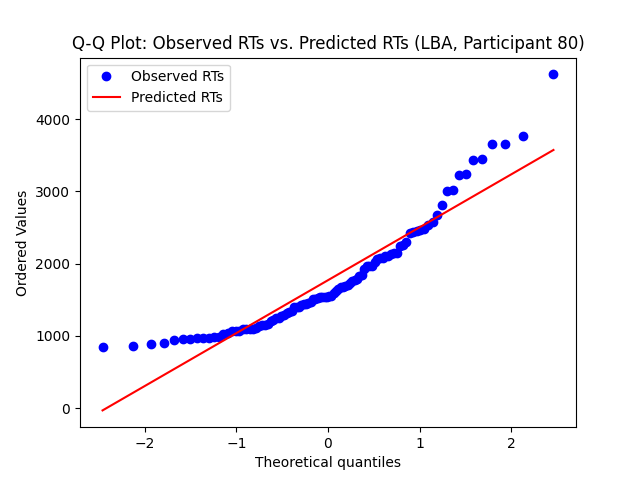 Q-Q Plot: Observed RTs vs. Predicted RTs (LBA, Participant 80)
Observed RTs
Predicted RTs
Ordered Values
4000
3000
2000
1000
0
−2
−1
0
1
2
Theoretical quantiles